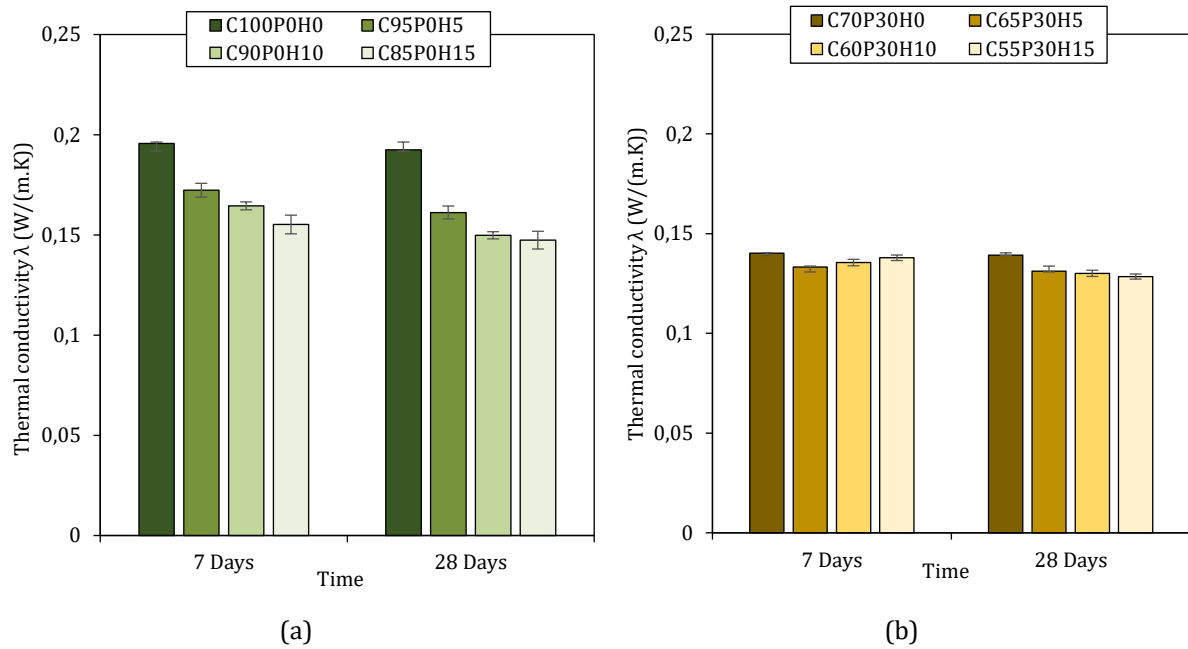 C100P0H0 C95P0H5
C90P0H10 C85P0H15
Thermal conductivity λ (W/(m.K))
0,25
0,2
0,15
0,1
0,05
0
7 Days 28 Days
Time
(a)
C70P30H0 C65P30H5
C60P30H10 C55P30H15
Thermal conductivity λ (W/(m.K))
0,25
0,2
0,15
0,1
0,05
0
7 Days 28 Days
Time
(b)